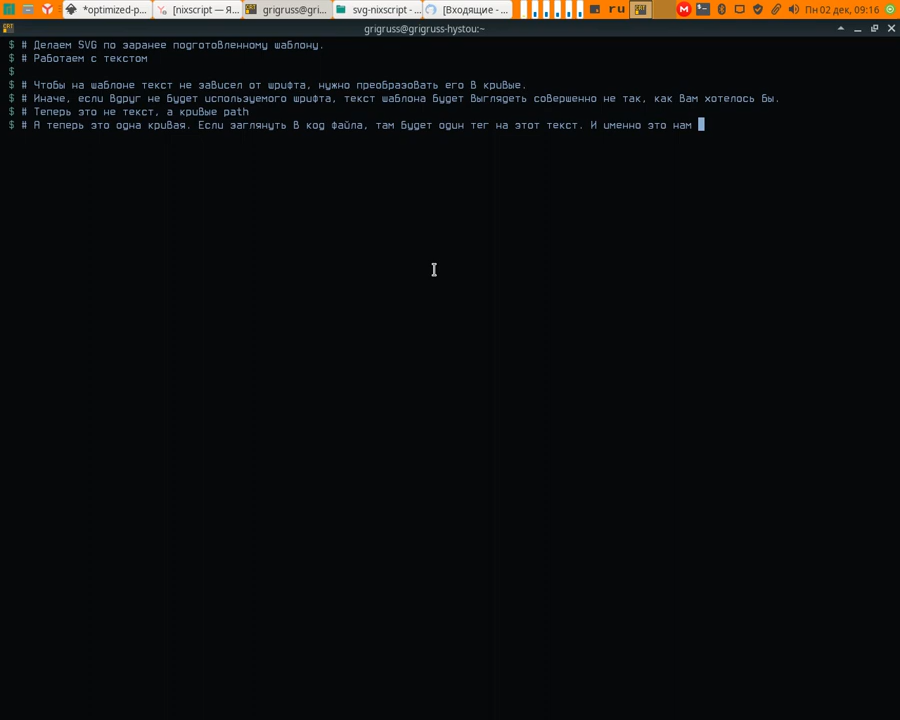 *optimized-p... [nixscript — Я... grigruss@gri... svg-nixscript - ... [Входящие - ... ru M Пн 02 дек, 09:16
grigruss@grigruss-hystou:~
$ # Делаем SVG по заранее подготовленному шаблону.
$ # Работаем с текстом
$
$ # Чтобы на шаблоне текст не зависел от шрифта, нужно преобразовать его в кривые.
$ # Иначе, если вдруг не будет используемого шрифта, текст шаблона будет выглядеть совершенно не так, как Вам хотелось бы.
$ # Теперь это не текст, а кривые path
$ # А теперь это одна кривая. Если заглянуть в код файла, там будет один тег на этот текст. И именно это нам